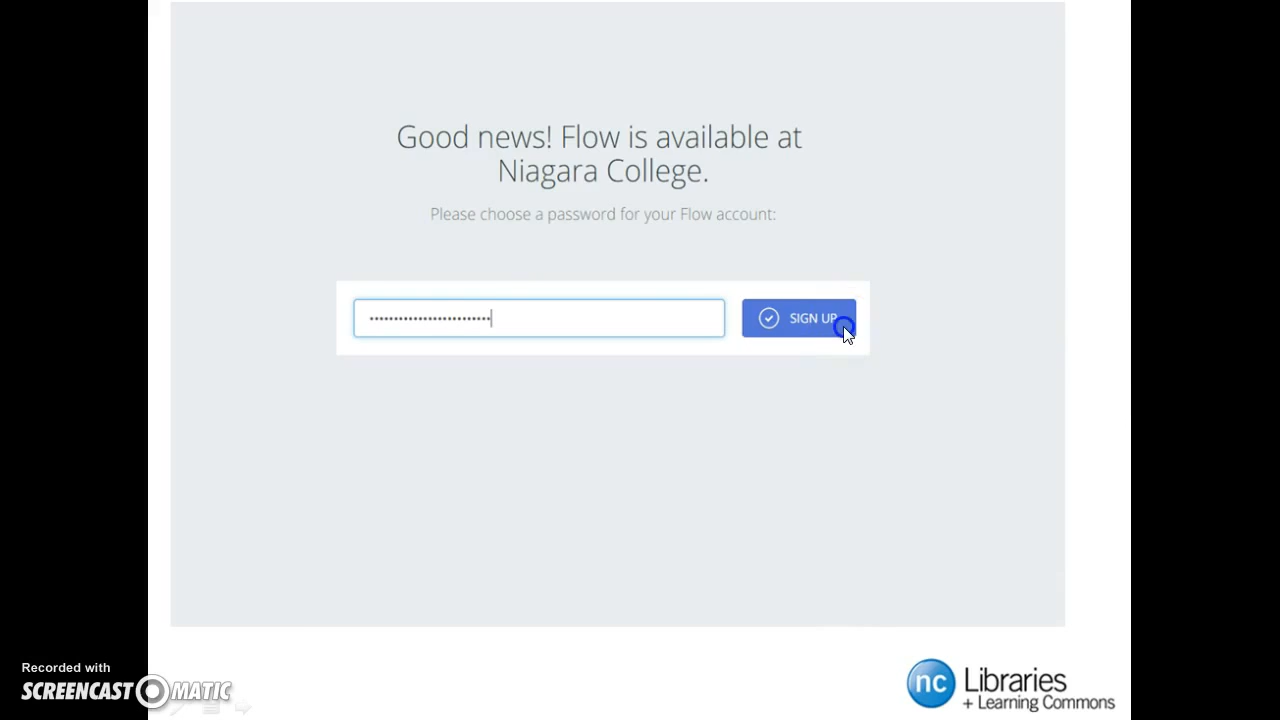 Good news! Flow is available at
Niagara College.
Please choose a password for your Flow account:
SIGN UP
Recorded with
SCREENCAST MATIC
nc Libraries
+ Learning Commons